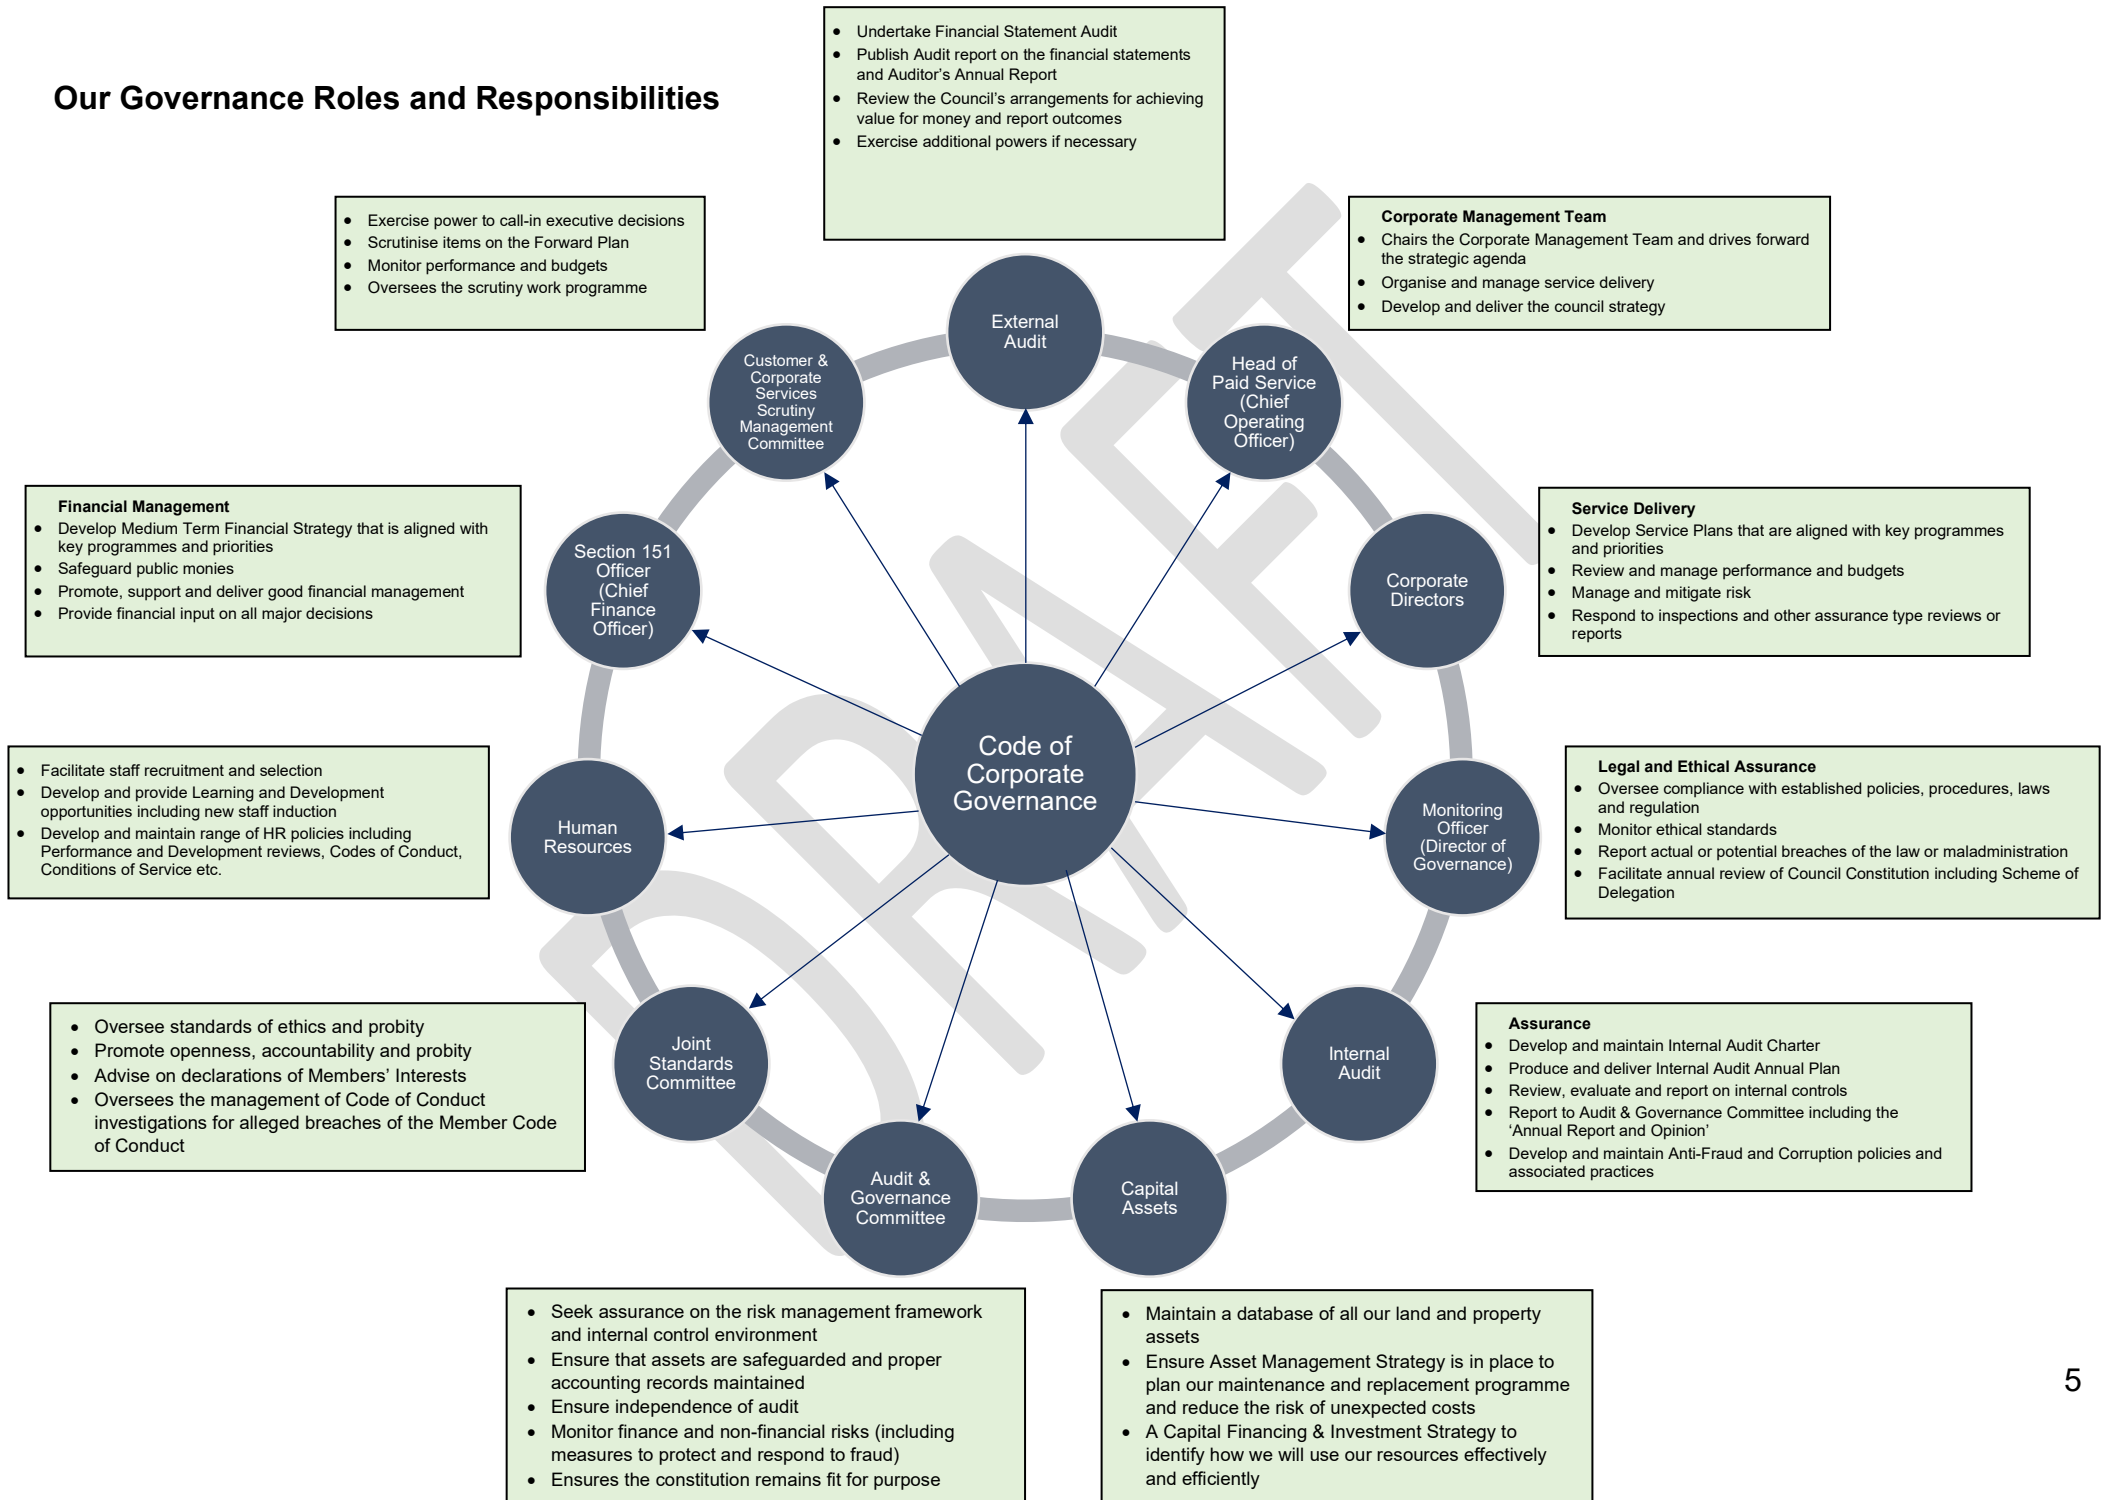 Our Governance Roles and Responsibilities
• Undertake Financial Statement Audit
• Publish Audit report on the financial statements
and Auditor's Annual Report
• Review the Council's arrangements for achieving
value for money and report outcomes
• Exercise additional powers if necessary
• Exercise power to call-in executive decisions
• Scrutinise items on the Forward Plan
• Monitor performance and budgets
• Oversees the scrutiny work programme
Corporate Management Team
• Chairs the Corporate Management Team and drives forward
the strategic agenda
• Organise and manage service delivery
• Develop and deliver the council strategy
External
Audit
Customer &
Corporate
Services
Scrutiny
Management
Committee
Head of
Paid Service
(Chief
Operating
Officer)
Financial Management
• Develop Medium Term Financial Strategy that is aligned with
key programmes and priorities
• Safeguard public monies
• Promote, support and deliver good financial management
• Provide financial input on all major decisions
Section 151
Officer
(Chief
Finance
Officer)
Corporate
Directors
Service Delivery
• Develop Service Plans that are aligned with key programmes
and priorities
• Review and manage performance and budgets
• Manage and mitigate risk
• Respond to inspections and other assurance type reviews or
reports
Code of
Corporate
Governance
• Facilitate staff recruitment and selection
• Develop and provide Learning and Development
opportunities including new staff induction
• Develop and maintain range of HR policies including
Performance and Development reviews, Codes of Conduct,
Conditions of Service etc.
Human
Resources
Monitoring
Officer
(Director of
Governance)
Legal and Ethical Assurance
• Oversee compliance with established policies, procedures, laws
and regulation
• Monitor ethical standards
• Report actual or potential breaches of the law or maladministration
• Facilitate annual review of Council Constitution including Scheme of
Delegation
• Oversee standards of ethics and probity
• Promote openness, accountability and probity
• Advise on declarations of Members' Interests
• Oversees the management of Code of Conduct
investigations for alleged breaches of the Member Code
of Conduct
Joint
Standards
Committee
Internal
Audit
Assurance
• Develop and maintain Internal Audit Charter
• Produce and deliver Internal Audit Annual Plan
• Review, evaluate and report on internal controls
• Report to Audit & Governance Committee including the
‘Annual Report and Opinion’
• Develop and maintain Anti-Fraud and Corruption policies and
associated practices
Audit &
Governance
Committee
Capital
Assets
• Seek assurance on the risk management framework
and internal control environment
• Ensure that assets are safeguarded and proper
accounting records maintained
• Ensure independence of audit
• Monitor finance and non-financial risks (including
measures to protect and respond to fraud)
• Ensures the constitution remains fit for purpose
• Maintain a database of all our land and property
assets
• Ensure Asset Management Strategy is in place to
plan our maintenance and replacement programme
and reduce the risk of unexpected costs
• A Capital Financing & Investment Strategy to
identify how we will use our resources effectively
and efficiently
DRAFT
5